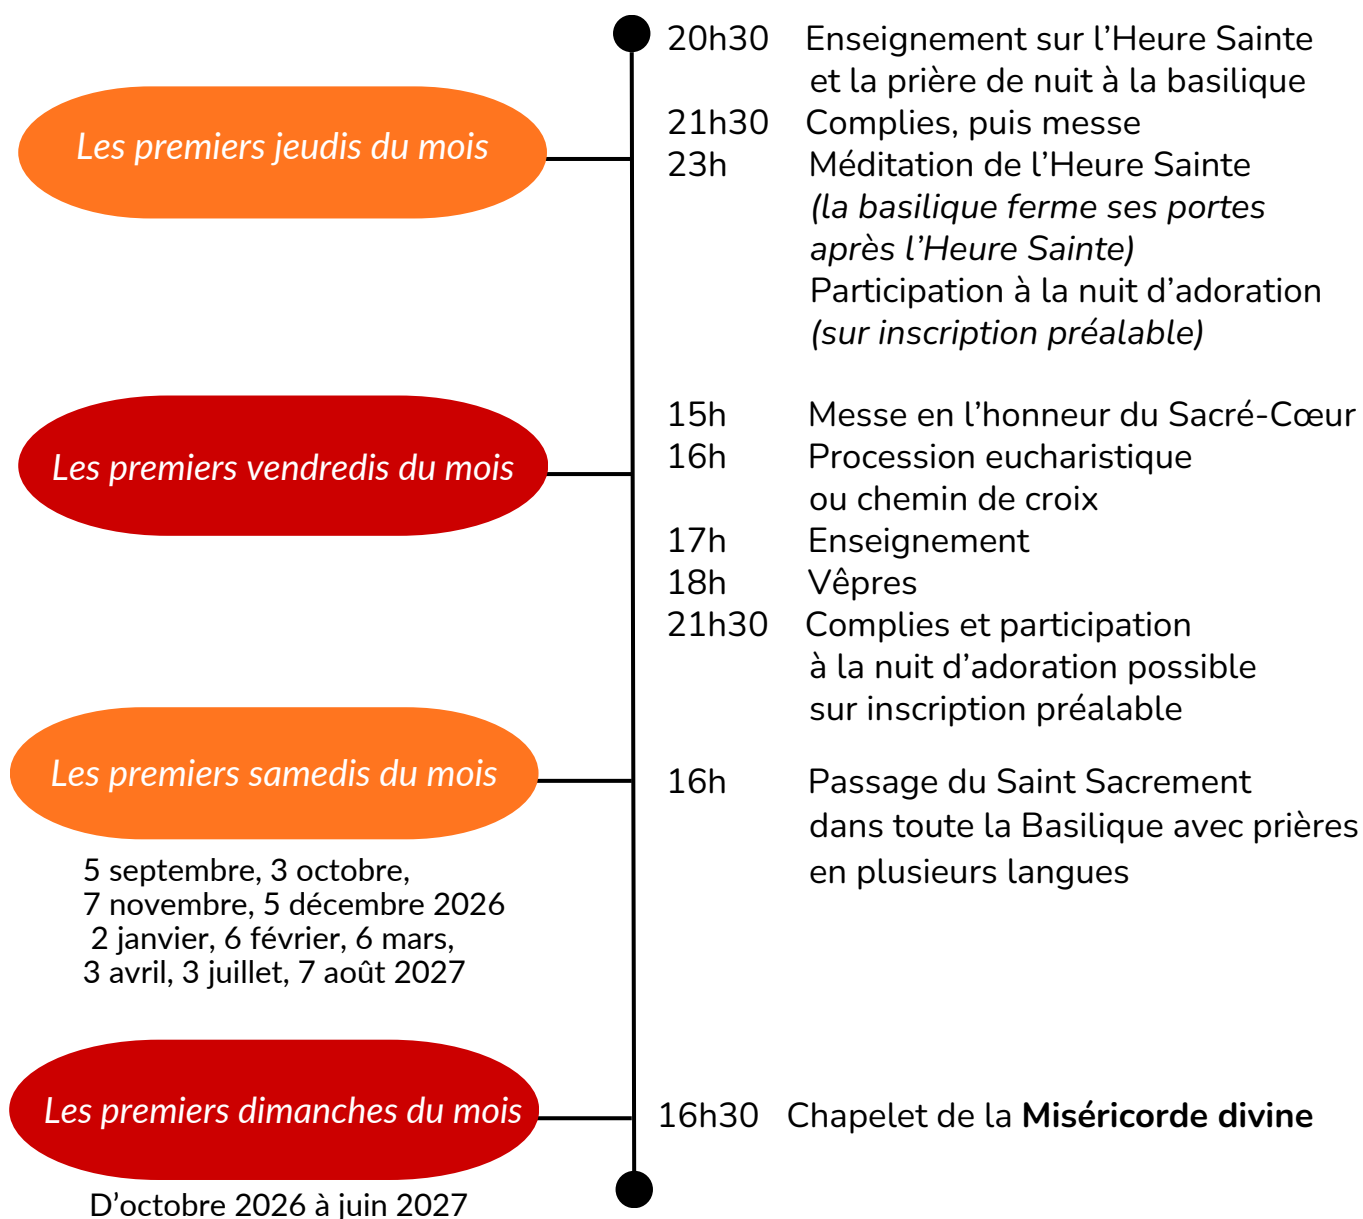 Les premiers jeudis du mois
20h30 Enseignement sur l’Heure Sainte
et la prière de nuit à la basilique
21h30 Complies, puis messe
23h Méditation de l’Heure Sainte
(la basilique ferme ses portes
après l’Heure Sainte)
Participation à la nuit d’adoration
(sur inscription préalable)
Les premiers vendredis du mois
15h Messe en l’honneur du Sacré-Cœur
16h Procession eucharistique
ou chemin de croix
17h Enseignement
18h Vêpres
21h30 Complies et participation
à la nuit d’adoration possible
sur inscription préalable
Les premiers samedis du mois
5 septembre, 3 octobre,
7 novembre, 5 décembre 2026
2 janvier, 6 février, 6 mars,
3 avril, 3 juillet, 7 août 2027
16h Passage du Saint Sacrement
dans toute la Basilique avec prières
en plusieurs langues
Les premiers dimanches du mois
D’octobre 2026 à juin 2027
16h30 Chapelet de la Miséricorde divine